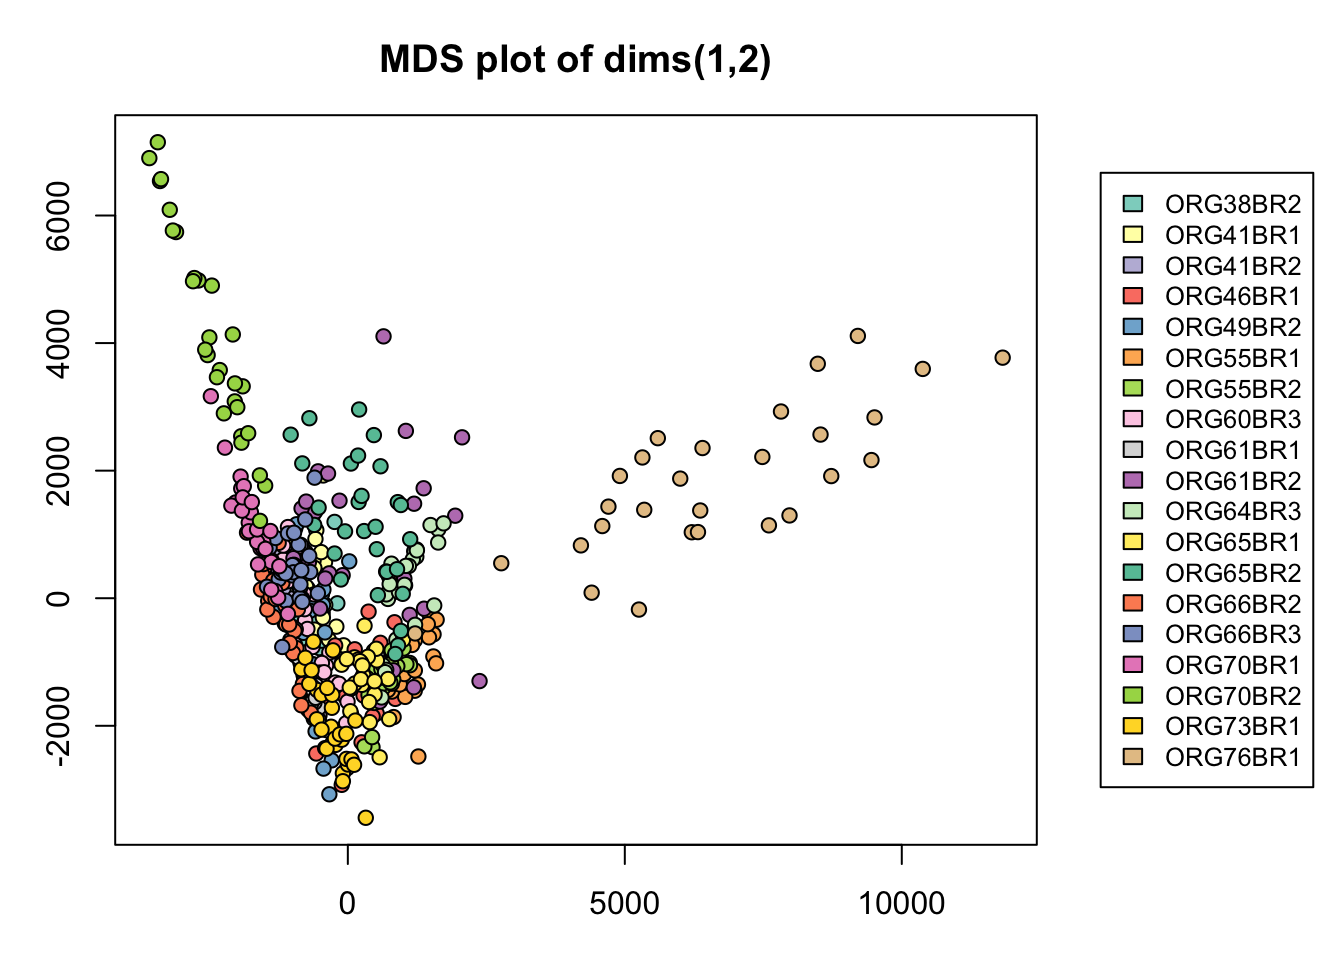 MDS plot of dims(1,2)
6000
4000
2000
0
-2000
0 5000 10000
ORG38BR2
ORG41BR1
ORG41BR2
ORG46BR1
ORG49BR2
ORG55BR1
ORG55BR2
ORG60BR3
ORG61BR1
ORG61BR2
ORG64BR3
ORG65BR1
ORG65BR2
ORG66BR2
ORG66BR3
ORG70BR1
ORG70BR2
ORG73BR1
ORG76BR1